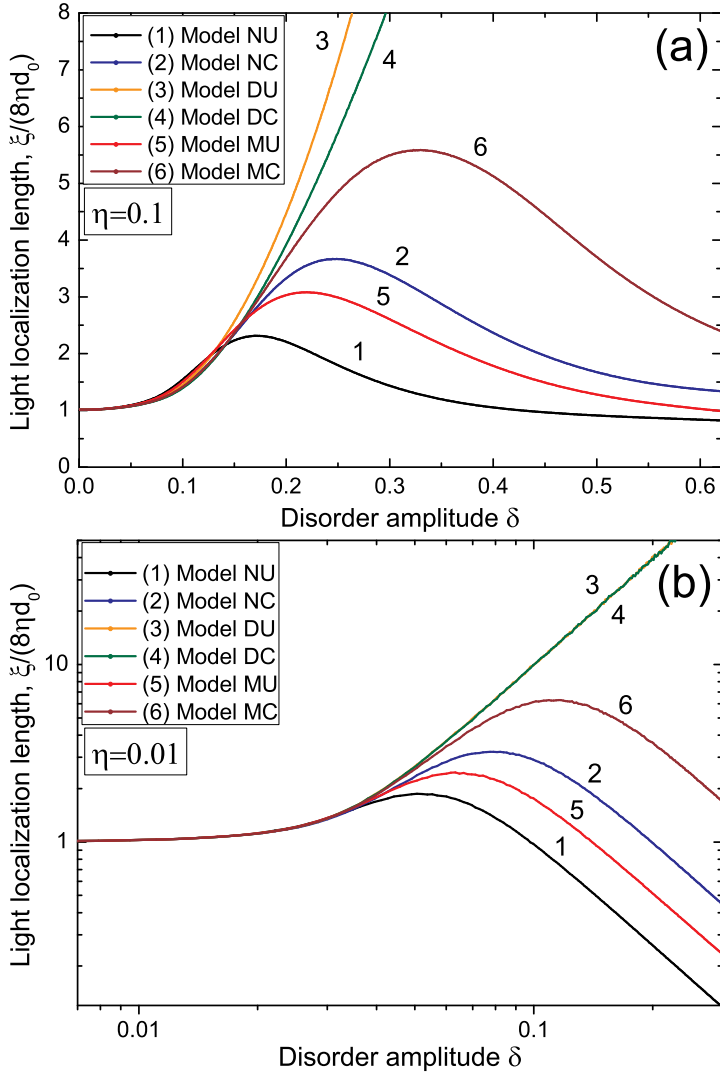 8
7
6
5
4
3
2
1
0
Light localization length, ξ/(8ηd₀)
(1) Model NU
(2) Model NC
(3) Model DU
(4) Model DC
(5) Model MU
(6) Model MC
η=0.1
(a)
3
4
6
2
5
1
0.0 0.1 0.2 0.3 0.4 0.5 0.6
Disorder amplitude δ
10
1
Light localization length, ξ/(8ηd₀)
(1) Model NU
(2) Model NC
(3) Model DU
(4) Model DC
(5) Model MU
(6) Model MC
η=0.01
(b)
3
4
6
2
5
1
0.01 0.1
Disorder amplitude δ